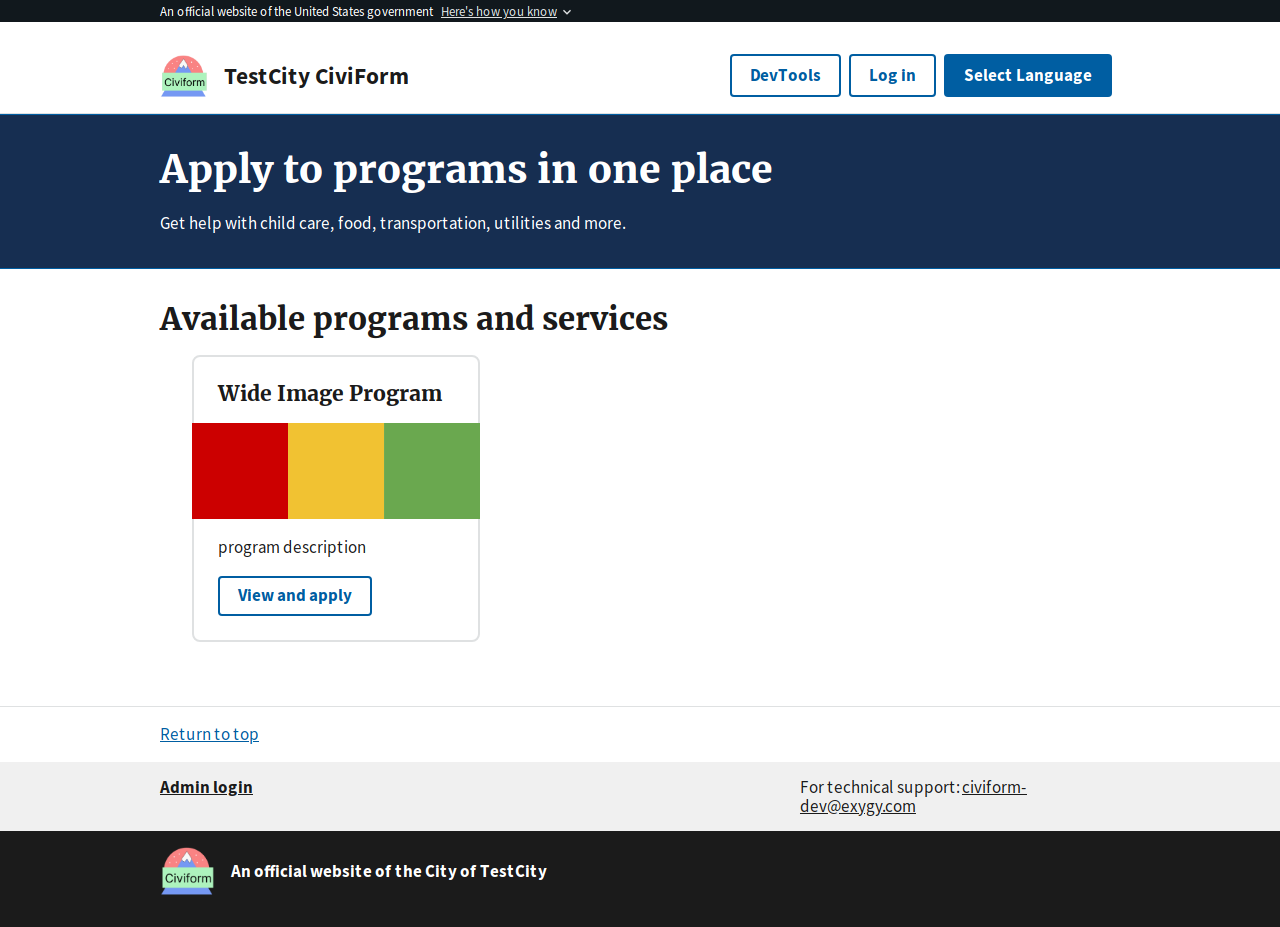 An official website of the United States government Here's how you know
Civiform
TestCity CiviForm
DevTools
Log in
Select Language
Apply to programs in one place
Get help with child care, food, transportation, utilities and more.
Available programs and services
Wide Image Program
program description
View and apply
Return to top
Admin login
For technical support: civiform-
dev@exygy.com
Civiform
An official website of the City of TestCity